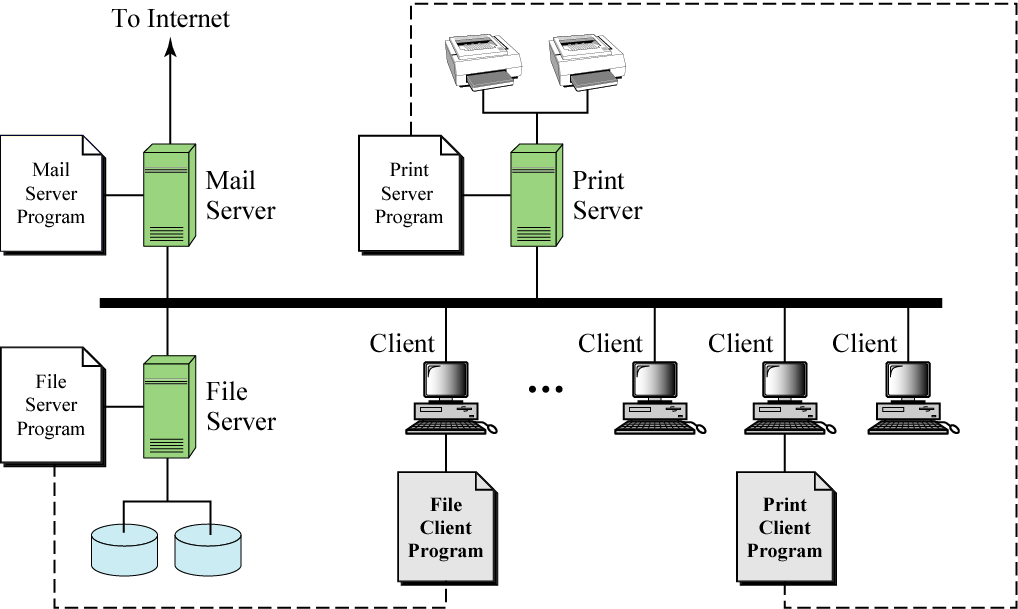 To Internet
Mail
Server
Program
Mail
Server
Print
Server
Program
Print
Server
File
Server
Program
File
Server
Client
Client
Client
Client
File
Client
Program
Print
Client
Program